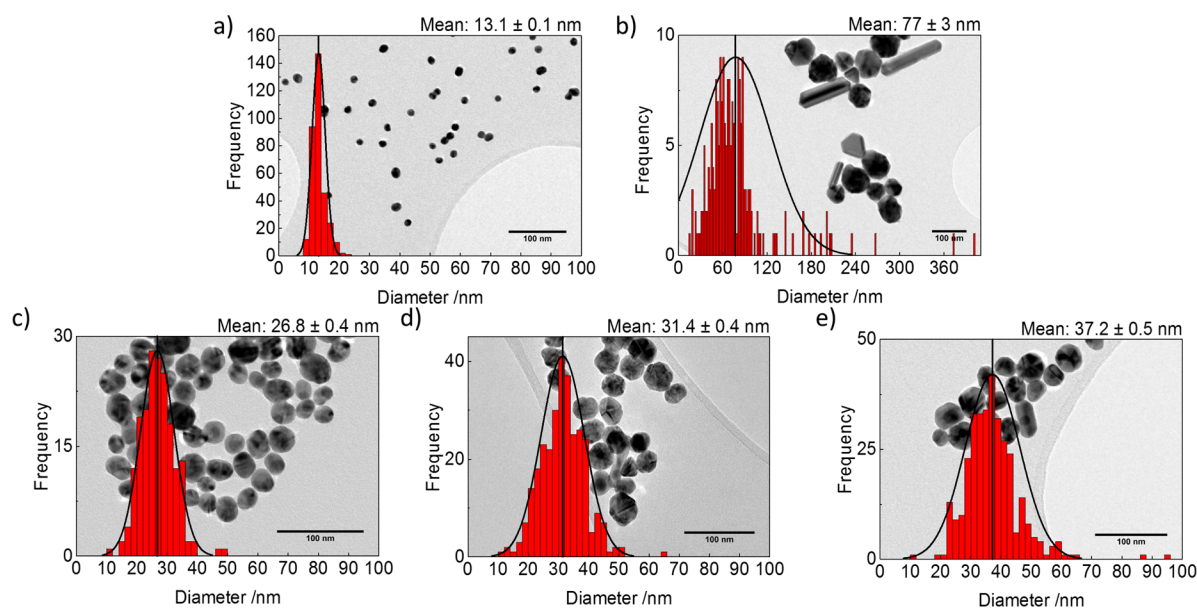 a)
Mean: 13.1 ± 0.1 nm
160
140
120
100
80
60
40
20
0
Frequency
0 10 20 30 40 50 60 70 80 90 100
Diameter /nm
100 nm
b)
Mean: 77 ± 3 nm
10
5
0
Frequency
0 60 120 180 240 300 360
Diameter /nm
100 nm
c)
Mean: 26.8 ± 0.4 nm
30
15
0
Frequency
0 10 20 30 40 50 60 70 80 90 100
Diameter /nm
100 nm
d)
Mean: 31.4 ± 0.4 nm
40
20
0
Frequency
0 10 20 30 40 50 60 70 80 90 100
Diameter /nm
100 nm
e)
Mean: 37.2 ± 0.5 nm
50
25
0
Frequency
0 10 20 30 40 50 60 70 80 90 100
Diameter /nm
100 nm